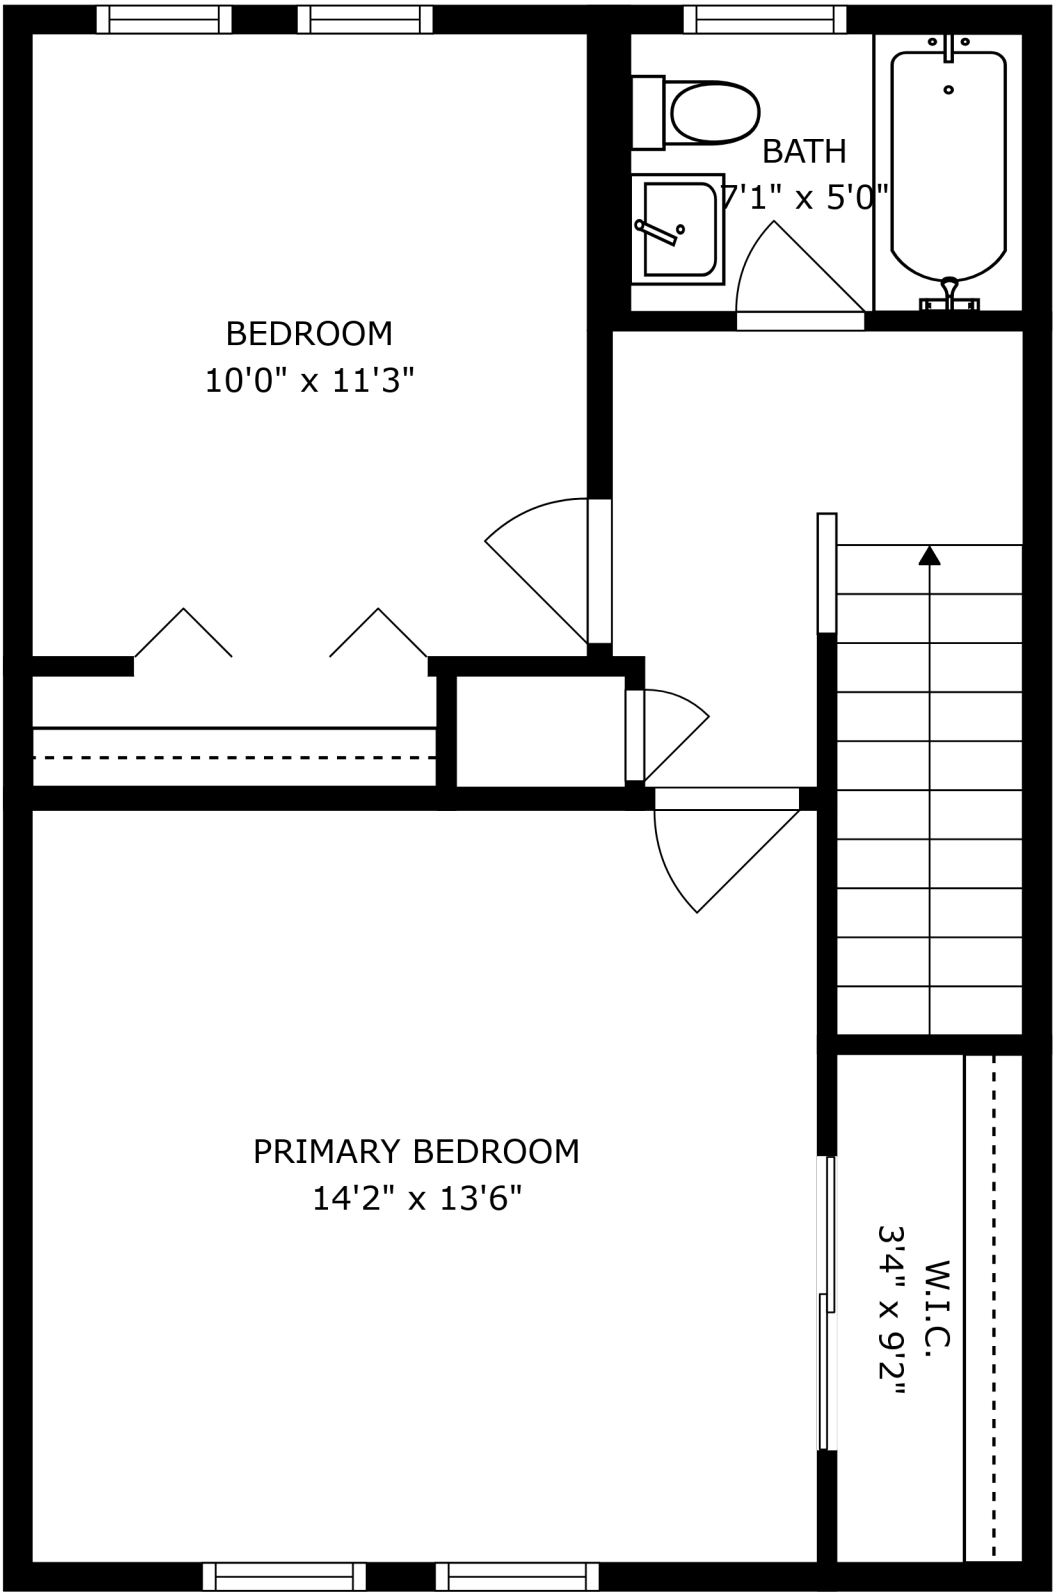 BATH
7'1" x 5'0"
BEDROOM
10'0" x 11'3"
PRIMARY BEDROOM
14'2" x 13'6"
W.I.C.
3'4" x 9'2"